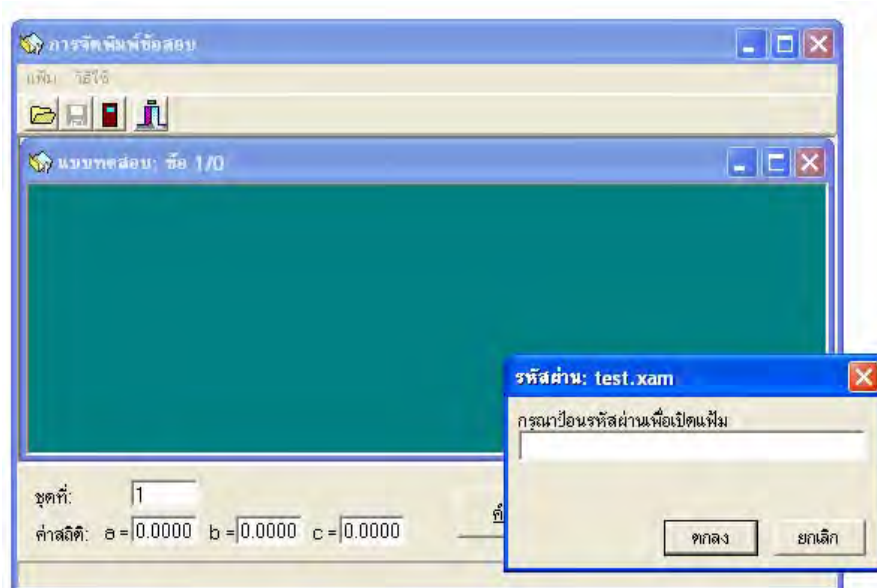 การจัดพิมพ์ข้อสอบ
แฟ้ม วิธีใช้
แบบทดสอบ: ข้อ 1/0
รหัสผ่าน: test.xam
กรุณาป้อนรหัสผ่านเพื่อเปิดแฟ้ม
ชุดที่: 1
ค่าสถิติ: a = 0.0000 b = 0.0000 c = 0.0000
ตกลง ยกเลิก